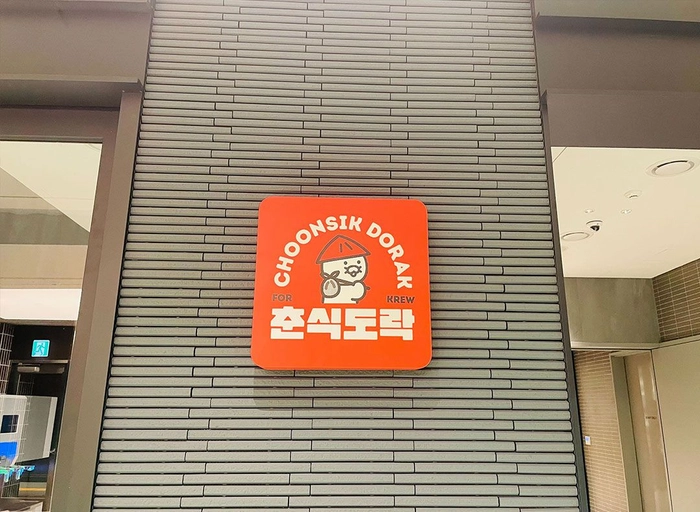 CHOONSIK DORAK
FOR KREW
춘식도락